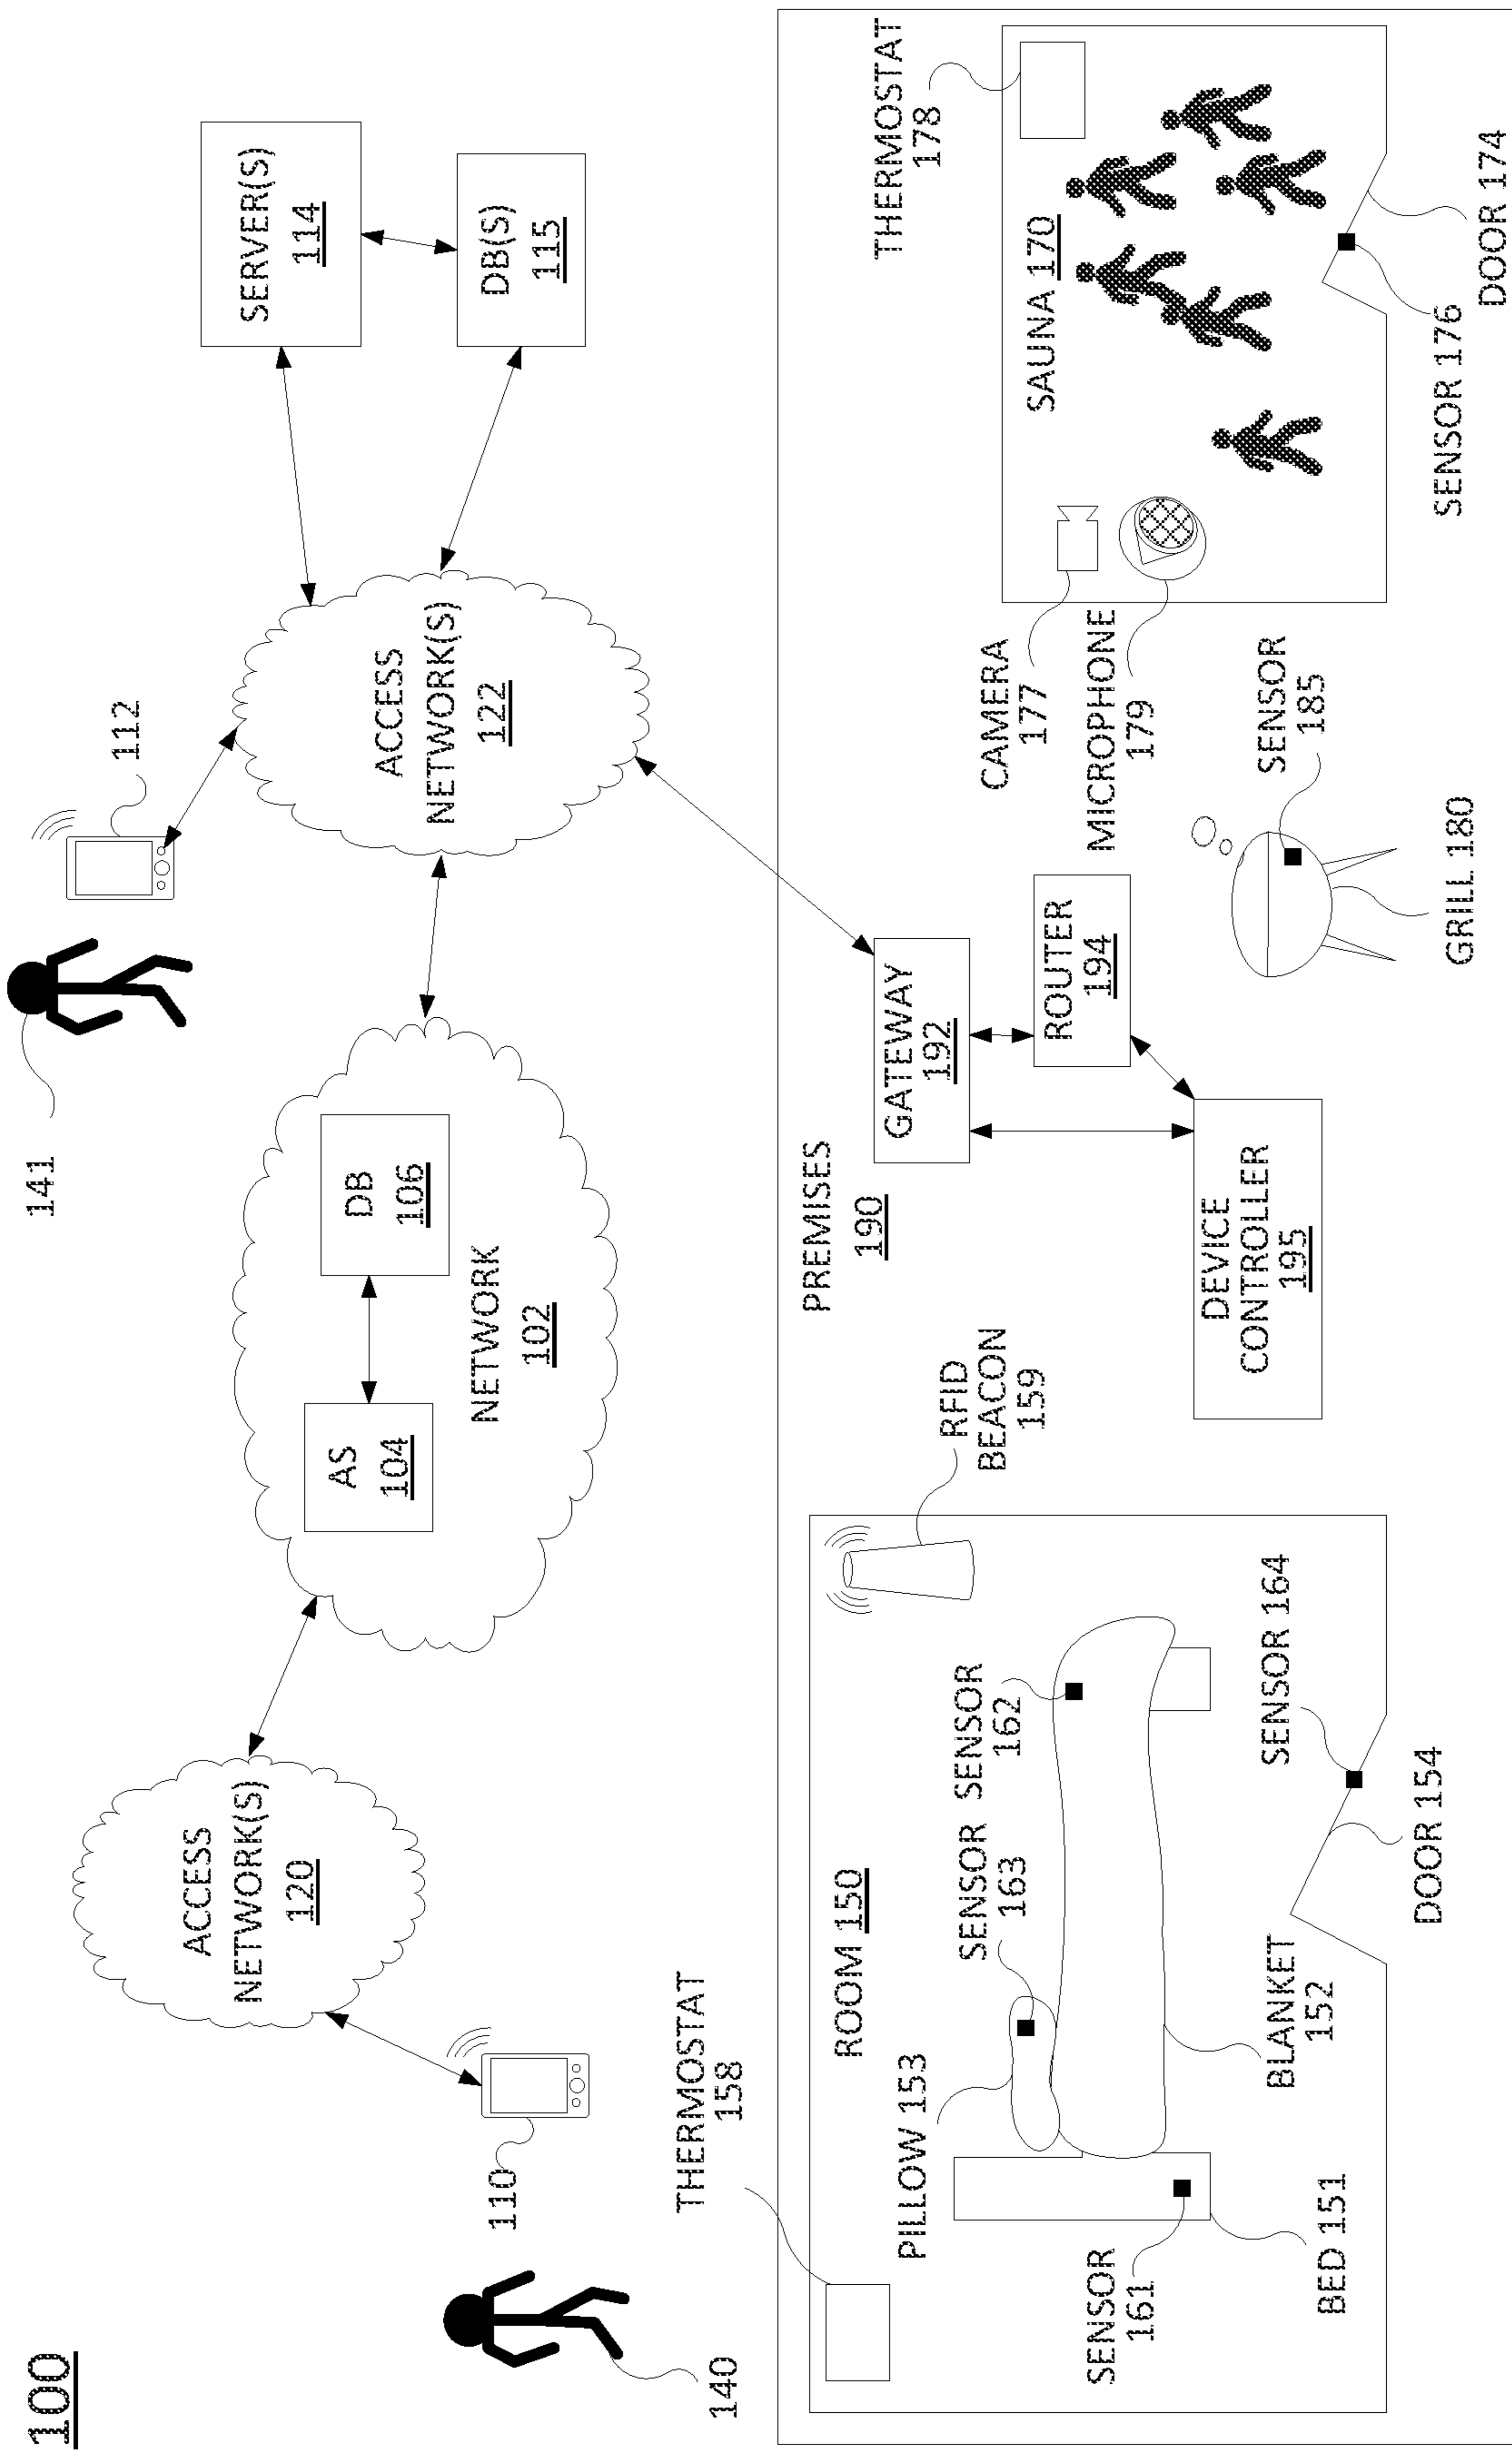 100
140
110
ACCESS
NETWORK(S)
120
AS
104
DB
106
NETWORK
102
141
112
ACCESS
NETWORK(S)
122
SERVER(S)
114
DB(S)
115
THERMOSTAT
158
PREMISES
190
ROOM 150
PILLOW 153
SENSOR
163
SENSOR
162
SENSOR
161
BED 151
BLANKET
152
DOOR 154
SENSOR 164
RFID
BEACON
159
GATEWAY
192
ROUTER
194
DEVICE
CONTROLLER
195
GRILL 180
SENSOR
185
CAMERA
177
MICROPHONE
179
THERMOSTAT
178
SAUNA 170
SENSOR 176
DOOR 174